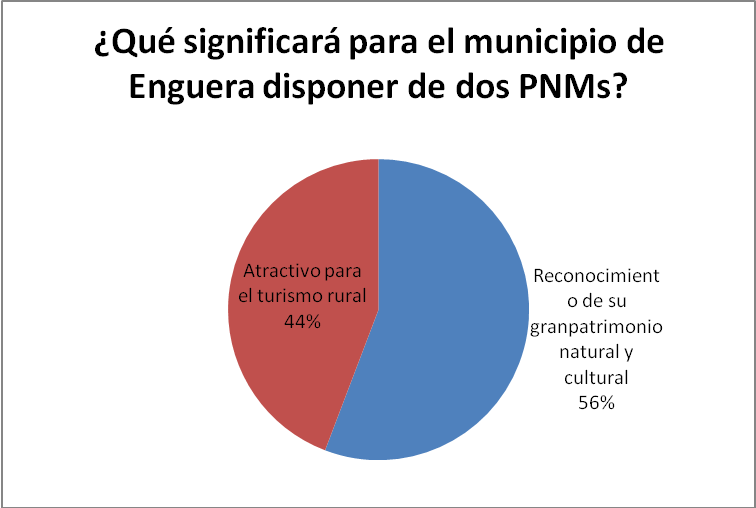 ¿Qué significará para el municipio de
Enguera disponer de dos PNMs?
Atractivo para
el turismo rural
44%
Reconocimient
o de su
granpatrimonio
natural y
cultural
56%